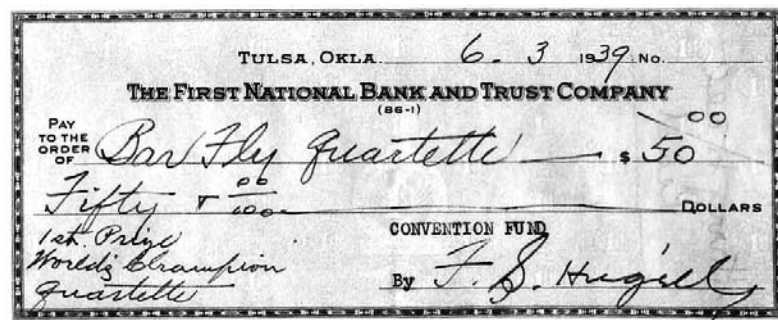 TULSA, OKLA. 6 - 3 1939 No.
THE FIRST NATIONAL BANK AND TRUST COMPANY
(86-1)
PAY TO THE ORDER OF Bar Fly Quartette $ 50 00
Fifty & 00/100 DOLLARS
1st. Prize
World's Champion
Quartette
CONVENTION FUND
By F. S. Hugill